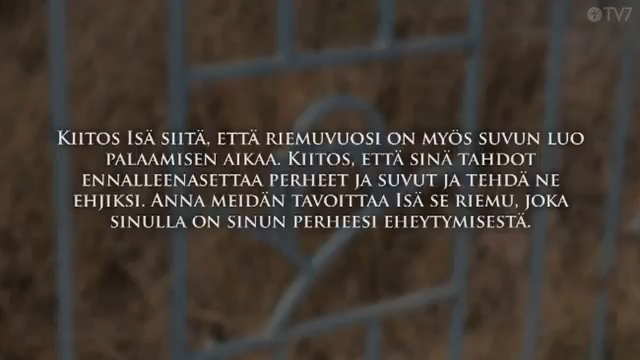 TV7
Kiitos Isä siitä, että riemuvuosi on myös suvun luo
palaamisen aikaa. Kiitos, että sinä tahdot
ennalleenasettaa perheet ja suvut ja tehdä ne
ehjiksi. Anna meidän tavoittaa Isä se riemu, joka
sinulla on sinun perheesi eheytymisestä.